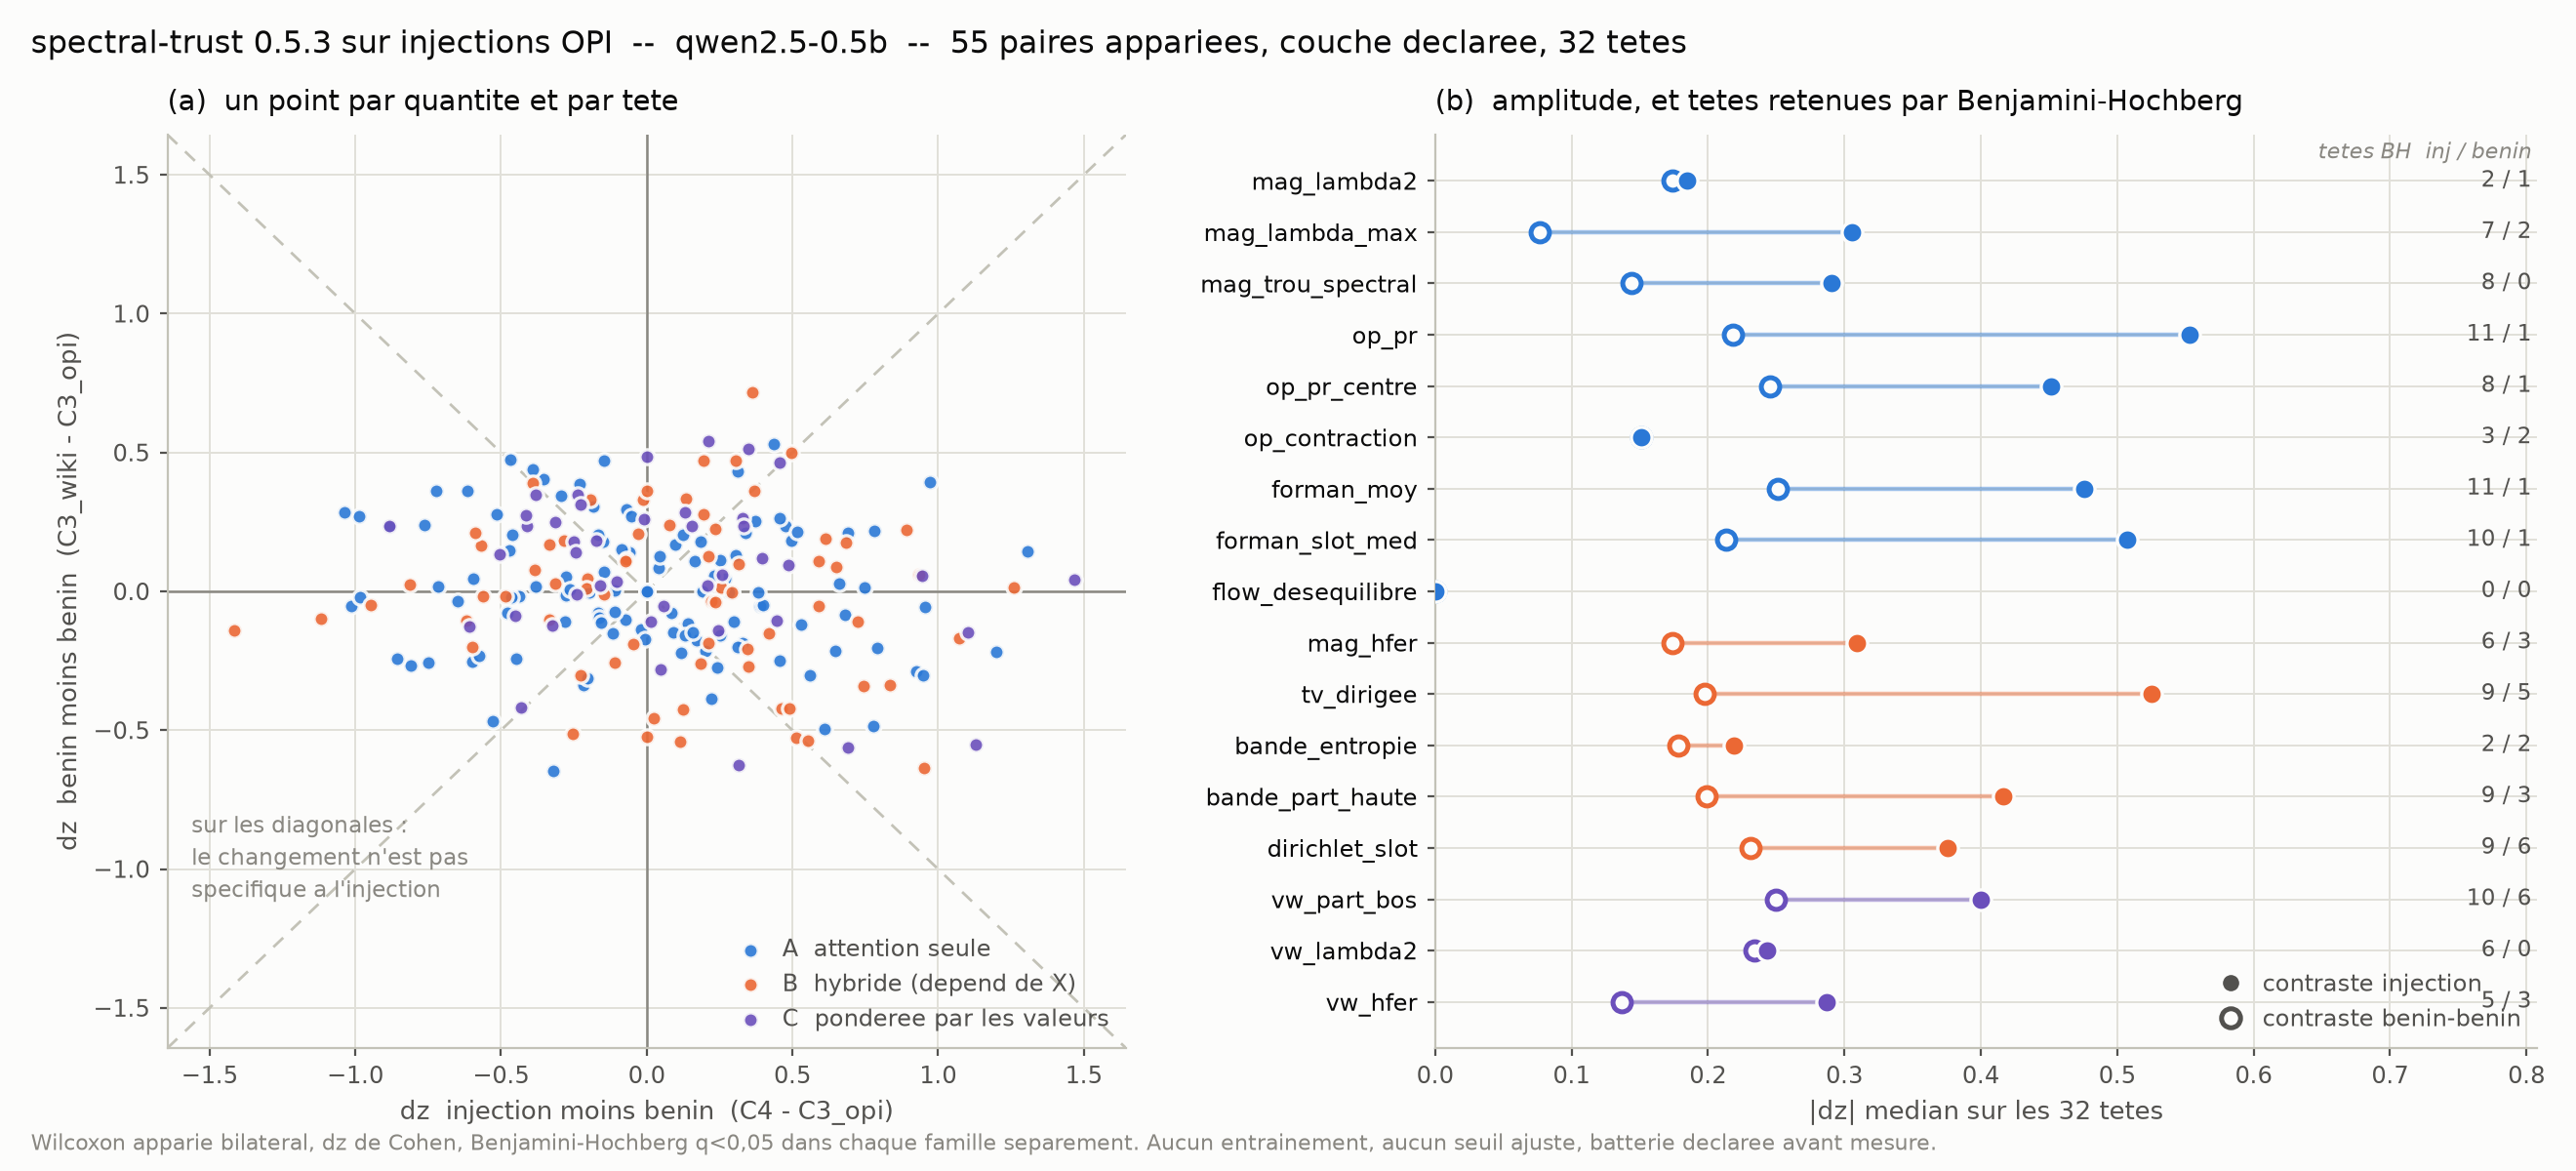 spectral-trust 0.5.3 sur injections OPI  --  qwen2.5-0.5b  --  55 paires appariees, couche declaree, 32 tetes
(a)  un point par quantite et par tete
1.5
1.0
0.5
0.0
−0.5
−1.0
−1.5
dz  benin moins benin  (C3_wiki - C3_opi)
sur les diagonales :
le changement n'est pas
specifique a l'injection
A  attention seule
B  hybride (depend de X)
C  ponderee par les valeurs
−1.5 −1.0 −0.5 0.0 0.5 1.0 1.5
dz  injection moins benin  (C4 - C3_opi)
(b)  amplitude, et tetes retenues par Benjamini-Hochberg
tetes BH  inj / benin
mag_lambda2 2 / 1
mag_lambda_max 7 / 2
mag_trou_spectral 8 / 0
op_pr 11 / 1
op_pr_centre 8 / 1
op_contraction 3 / 2
forman_moy 11 / 1
forman_slot_med 10 / 1
flow_desequilibre 0 / 0
mag_hfer 6 / 3
tv_dirigee 9 / 5
bande_entropie 2 / 2
bande_part_haute 9 / 3
dirichlet_slot 9 / 6
vw_part_bos 10 / 6
vw_lambda2 6 / 0
vw_hfer 5 / 3
contraste injection
contraste benin-benin
0.0 0.1 0.2 0.3 0.4 0.5 0.6 0.7 0.8
|dz| median sur les 32 tetes
Wilcoxon apparie bilateral, dz de Cohen, Benjamini-Hochberg q<0,05 dans chaque famille separement. Aucun entrainement, aucun seuil ajuste, batterie declaree avant mesure.